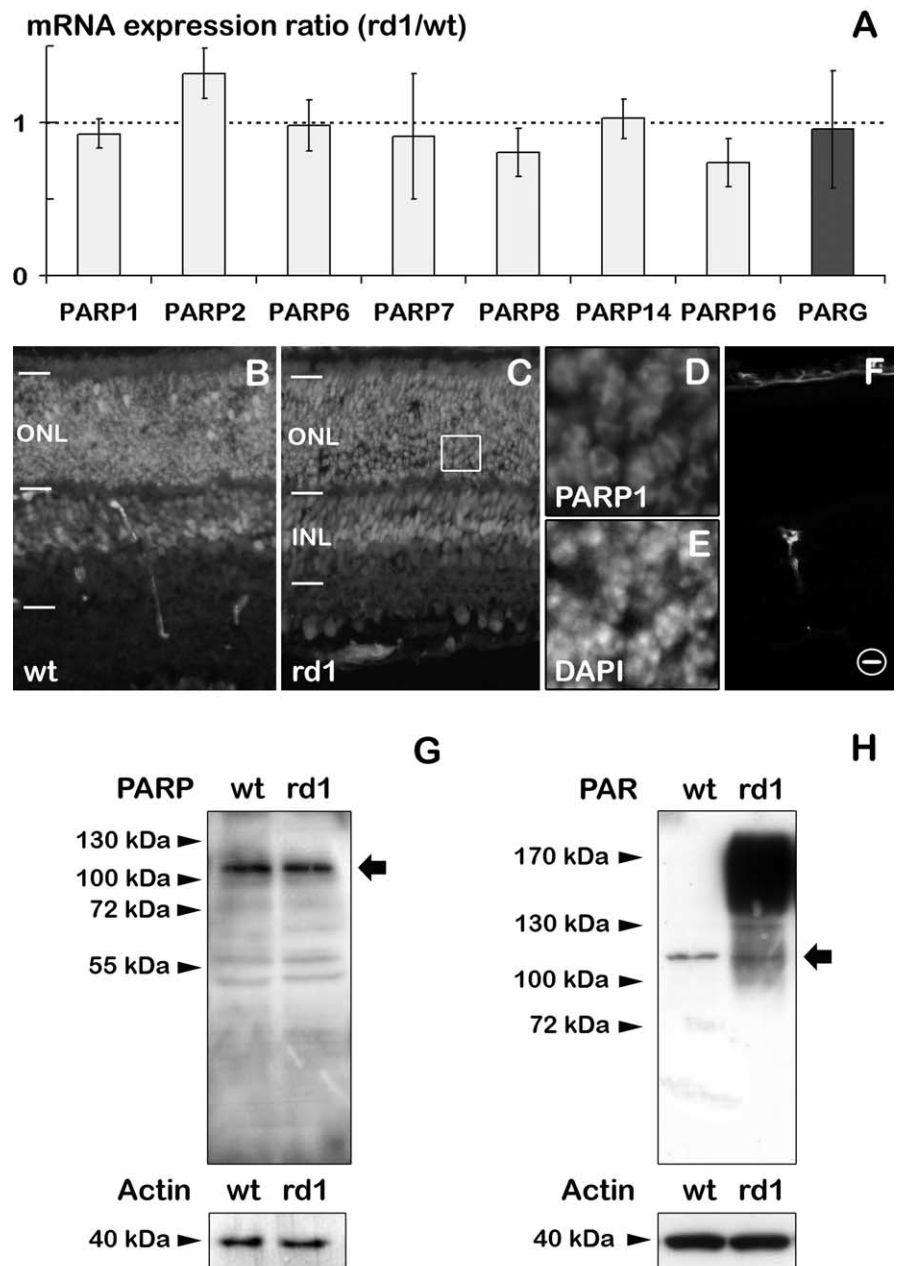 mRNA expression ratio (rd1/wt) A
1
0
PARP1 PARP2 PARP6 PARP7 PARP8 PARP14 PARP16 PARG
B C D F
ONL ONL
PARP1
INL E
wt rd1 DAPI
G H
PARP wt rd1 PAR wt rd1
130 kDa
100 kDa
72 kDa
55 kDa
170 kDa
130 kDa
100 kDa
72 kDa
Actin wt rd1 Actin wt rd1
40 kDa 40 kDa